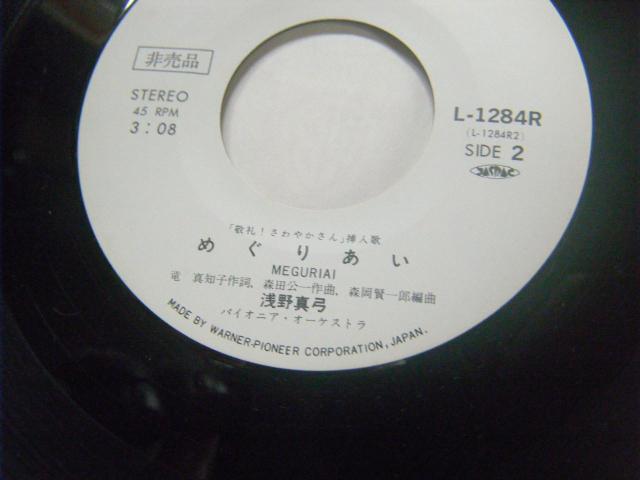 非売品
STEREO
45 RPM
3:08
L-1284R
(L-1284R2)
SIDE 2
JASRAC
「敬礼!さわやかさん」挿入歌
めぐりあい
MEGURIAI
竜 真知子作詞、森田公一作曲、森岡賢一郎編曲
浅野真弓
パイオニア・オーケストラ
MADE BY WARNER-PIONEER CORPORATION, JAPAN.